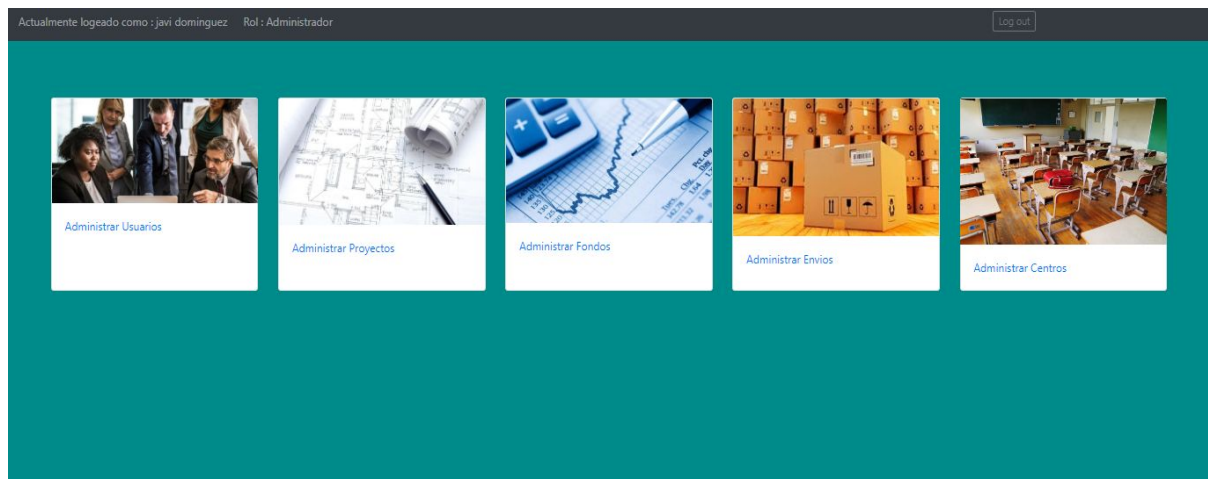 Actualmente logeado como : javi dominguez Rol : Administrador
Log out
Administrar Usuarios
Administrar Proyectos
Administrar Fondos
Administrar Envios
Administrar Centros